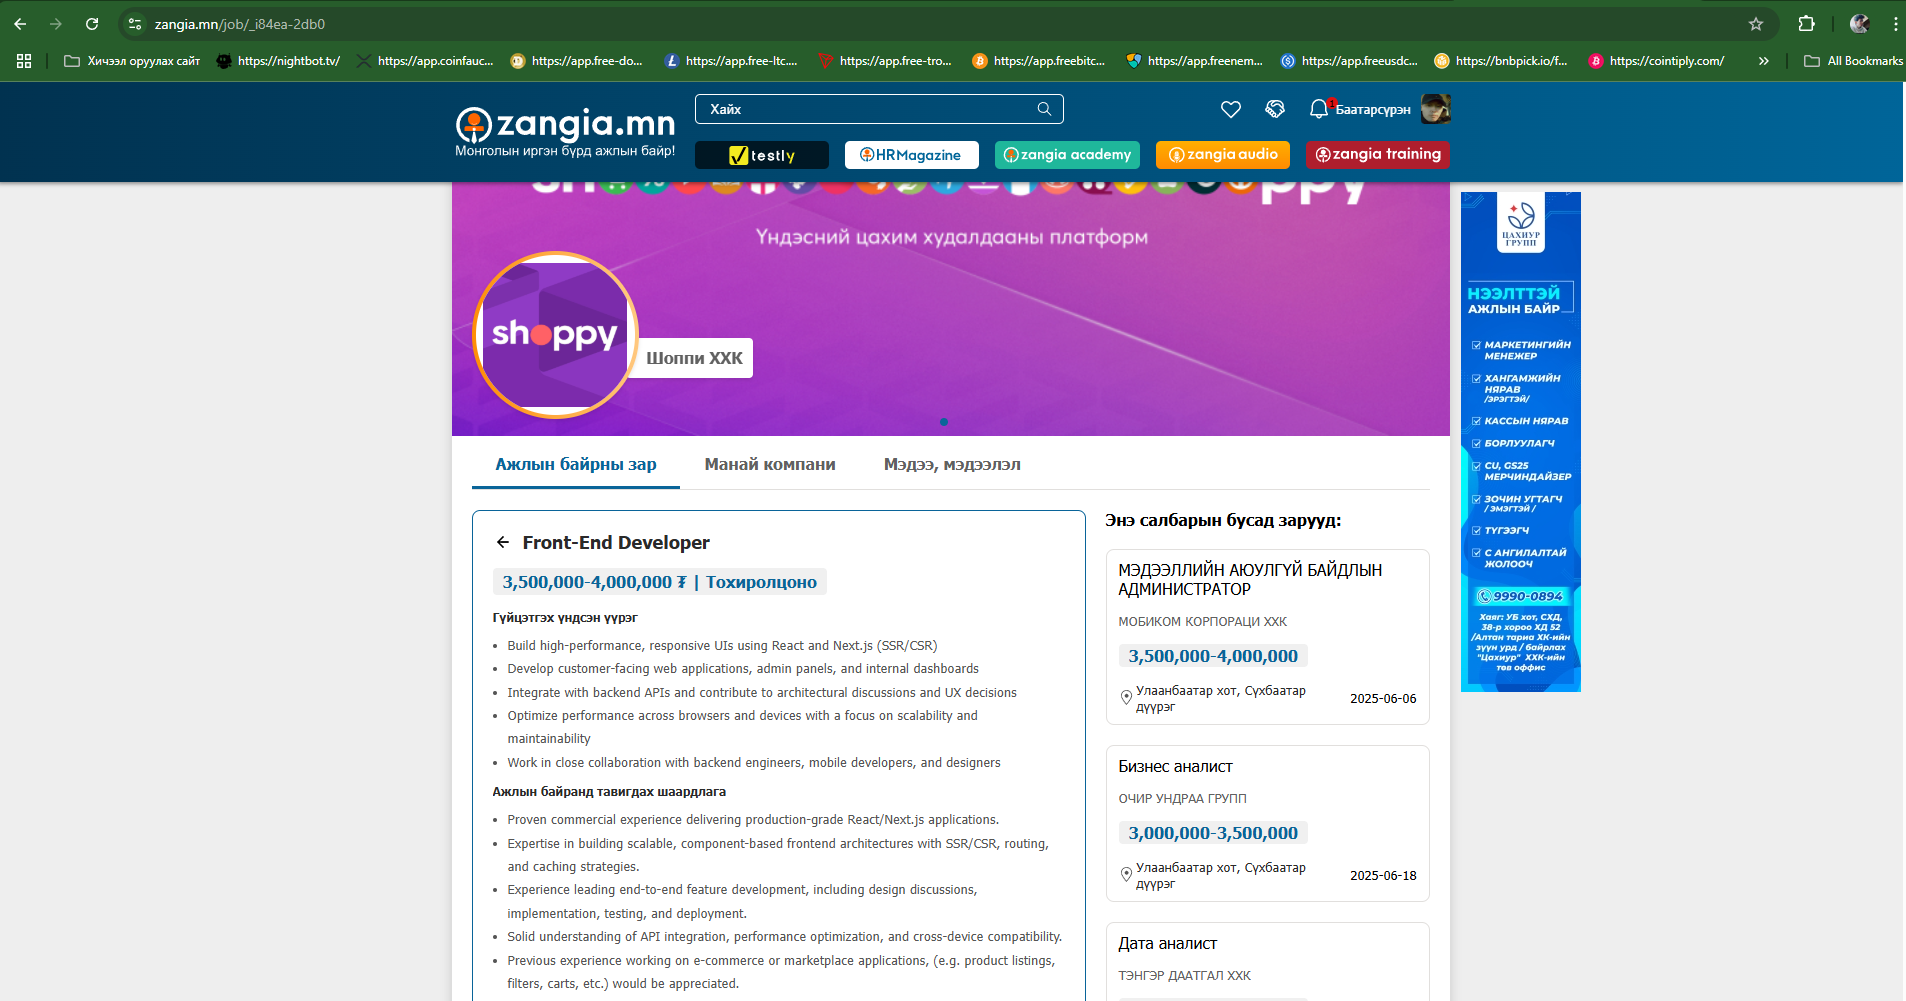 zangia.mn/job/_i84ea-2db0
Хичээл оруулах сайт
https://nightbot.tv/
https://app.coinfauc...
https://app.free-do...
https://app.free-ltc....
https://app.free-tro...
https://app.freebitc...
https://app.freenem...
https://app.freeusdc...
https://bnbpick.io/f...
https://cointiply.com/
»
All Bookmarks
zangia.mn
Монголын иргэн бүрд ажлын байр!
Хайх
1
Баатарсүрэн
testly
HRMagazine
zangia academy
zangia audio
zangia training
sh ppy
Үндэсний цахим худалдааны платформ
shoppy
Шоппи ХХК
Ажлын байрны зар
Манай компани
Мэдээ, мэдээлэл
Front-End Developer
3,500,000-4,000,000 ₮ | Тохиролцоно
Гүйцэтгэх үндсэн үүрэг
• Build high-performance, responsive UIs using React and Next.js (SSR/CSR)
• Develop customer-facing web applications, admin panels, and internal dashboards
• Integrate with backend APIs and contribute to architectural discussions and UX decisions
• Optimize performance across browsers and devices with a focus on scalability and
maintainability
• Work in close collaboration with backend engineers, mobile developers, and designers
Ажлын байранд тавигдах шаардлага
• Proven commercial experience delivering production-grade React/Next.js applications.
• Expertise in building scalable, component-based frontend architectures with SSR/CSR, routing,
and caching strategies.
• Experience leading end-to-end feature development, including design discussions,
implementation, testing, and deployment.
• Solid understanding of API integration, performance optimization, and cross-device compatibility.
• Previous experience working on e-commerce or marketplace applications, (e.g. product listings,
filters, carts, etc.) would be appreciated.
Энэ салбарын бусад зарууд:
МЭДЭЭЛЛИЙН АЮУЛГҮЙ БАЙДЛЫН
АДМИНИСТРАТОР
МОБИКОМ КОРПОРАЦИ ХХК
3,500,000-4,000,000
Улаанбаатар хот, Сүхбаатар
дүүрэг
2025-06-06
Бизнес аналист
ОЧИР УНДРАА ГРУПП
3,000,000-3,500,000
Улаанбаатар хот, Сүхбаатар
дүүрэг
2025-06-18
Дата аналист
ТЭНГЭР ДААТГАЛ ХХК
ЦАХИУР
ГРУПП
НЭЭЛТТЭЙ
АЖЛЫН БАЙР
МАРКЕТИНГИЙН
МЕНЕЖЕР
ХАНГАМЖИЙН
НЯРАВ
/ЭРЭГТЭЙ/
КАССЫН НЯРАВ
БОРЛУУЛАГЧ
CU, GS25
МЕРЧИНДАЙЗЕР
ЗОЧИН УГТАГЧ
/ ЭМЭГТЭЙ /
ТҮГЭЭГЧ
С АНГИЛАЛТАЙ
ЖОЛООЧ
9990-0894
Хаяг: УБ хот, СХД,
38-р хороо ХД 52
/Алтан тариа ХК-ийн
зүүн урд / байрлах
"Цахиур" ХХК-ийн
төв оффис